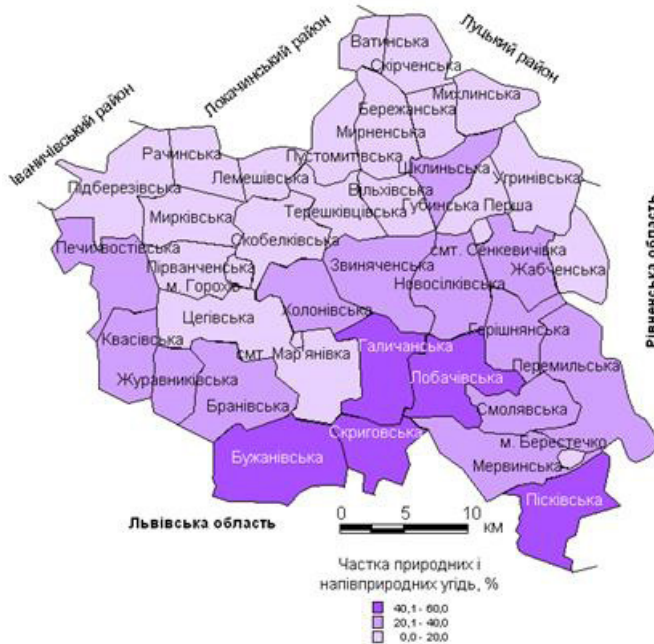 Ватинська
Скірченська
Луцький район
Локачинський район
Михлинська
Бережанська
Мирненська
Іваничівський район
Рачинська
Пустомитівська
Шклинська
Лемешівська
Угринівська
Підберезівська
Вільхівська
Губинська Перша
Терешківцівська
Мирківська
Скобелківська
Печихвостівська
смт. Сенкевичівка
Звиняченська
Жабченська
Пірванченська
Новосілківська
м. Горохів
Рівненська область
Холонівська
Цегівська
Квасівська
Галичанська
Перемильська
смт. Мар'янівка
Журавниківська
Лобачівська
Бранівська
Смолявська
Скриговська
м. Берестечко
Бужанівська
Мервинська
Пісківська
Львівська область
0 5 10
км
Частка природних і
напівприродних угідь, %
40,1 - 60,0
20,1 - 40,0
0,0 - 20,0